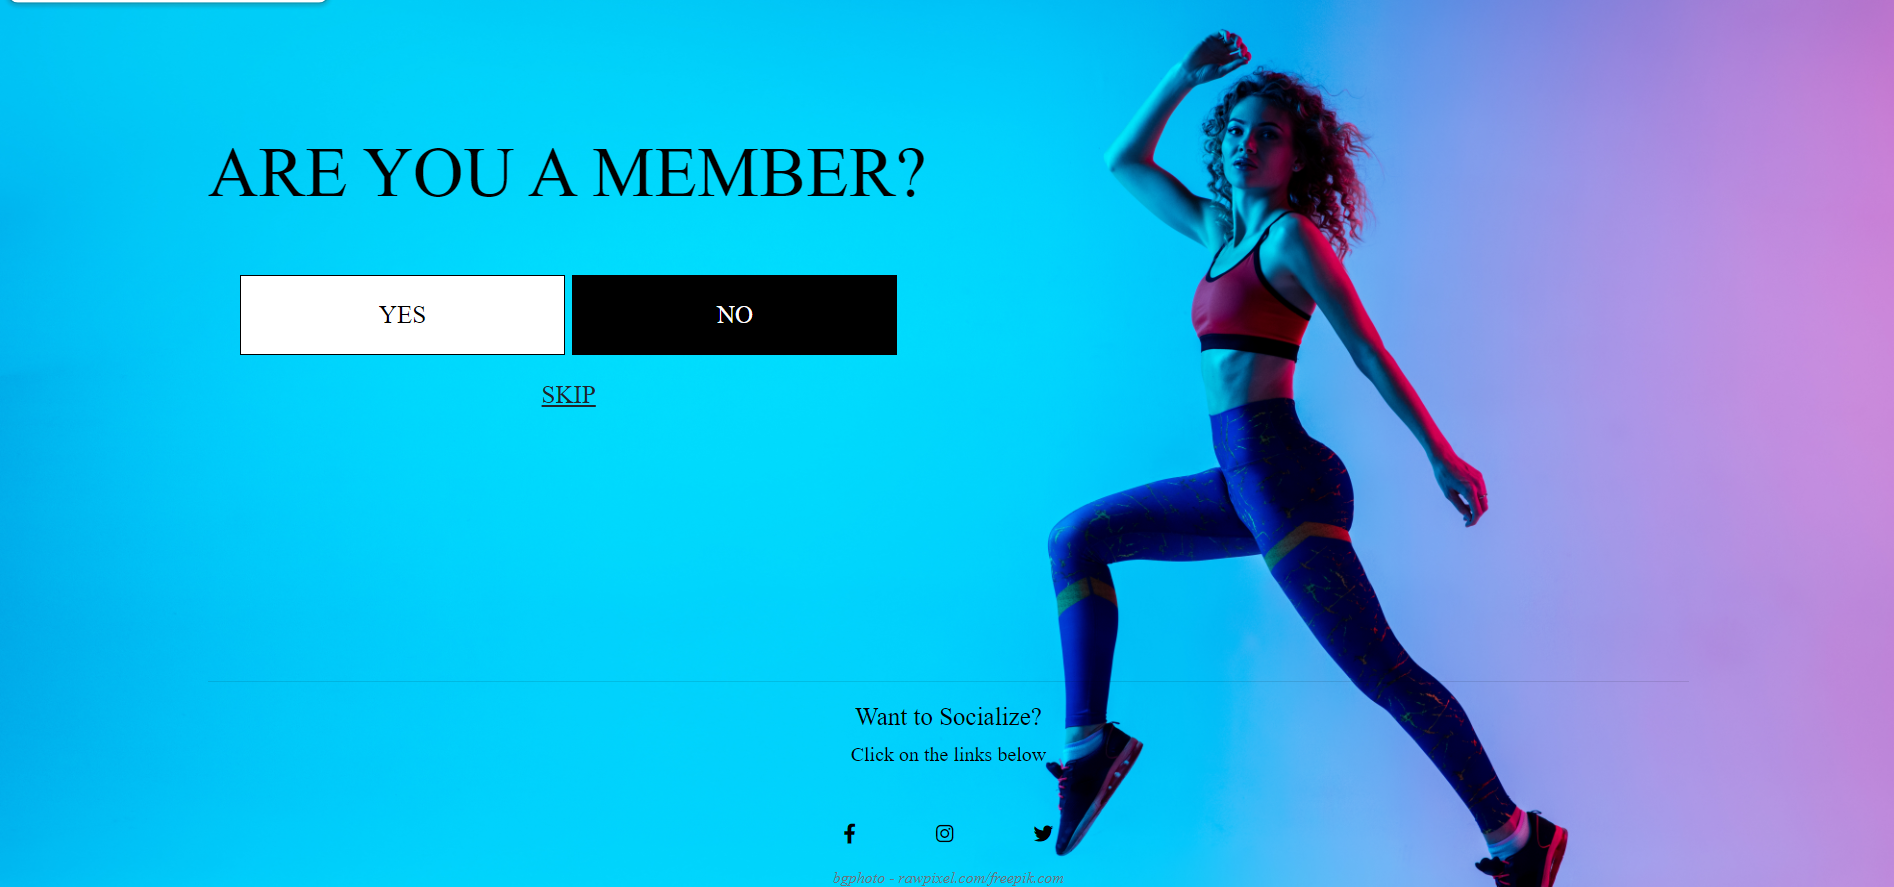 ARE YOU A MEMBER?
YES
NO
SKIP
Want to Socialize?
Click on the links below
bgphoto - rawpixel.com/freepik.com